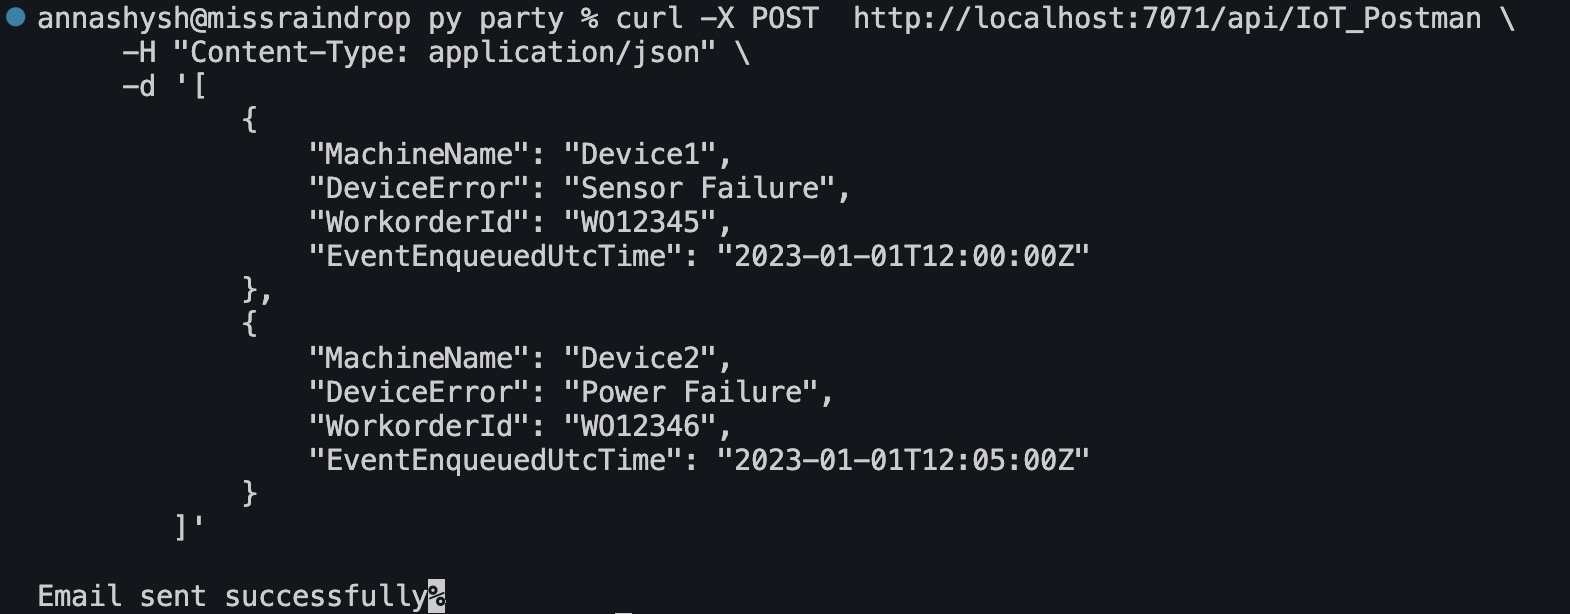 annashysh@missraindrop py party % curl -X POST  http://localhost:7071/api/IoT_Postman \
     -H "Content-Type: application/json" \
     -d '[
            {
                "MachineName": "Device1",
                "DeviceError": "Sensor Failure",
                "WorkorderId": "WO12345",
                "EventEnqueuedUtcTime": "2023-01-01T12:00:00Z"
            },
            {
                "MachineName": "Device2",
                "DeviceError": "Power Failure",
                "WorkorderId": "WO12346",
                "EventEnqueuedUtcTime": "2023-01-01T12:05:00Z"
            }
        ]'
Email sent successfully%